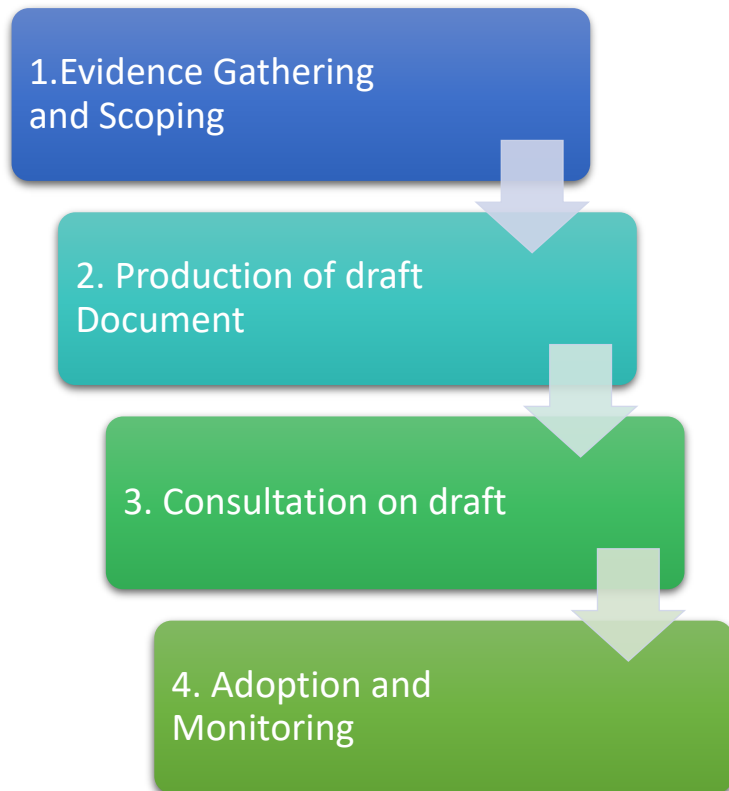 1.Evidence Gathering
and Scoping
2. Production of draft
Document
3. Consultation on draft
4. Adoption and
Monitoring